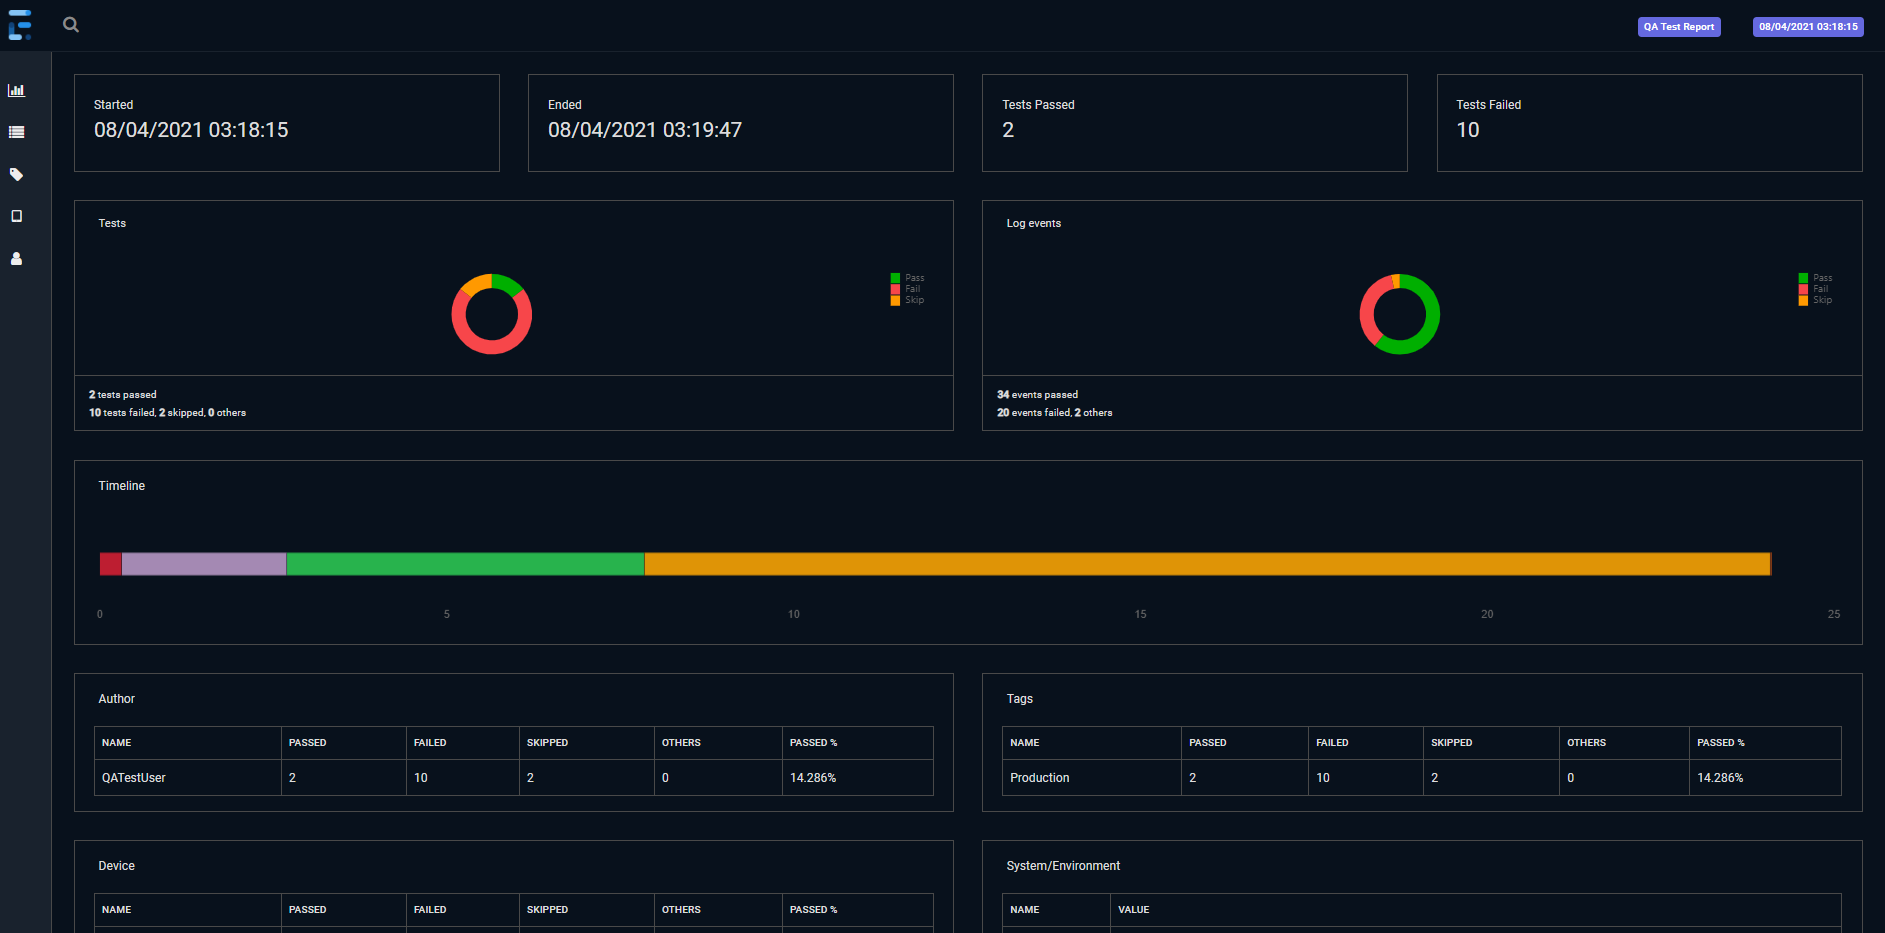 QA Test Report
08/04/2021 03:18:15
Started
08/04/2021 03:18:15
Ended
08/04/2021 03:19:47
Tests Passed
2
Tests Failed
10
Tests
Pass
Fail
Skip
2 tests passed
10 tests failed, 2 skipped, 0 others
Log events
Pass
Fail
Skip
34 events passed
20 events failed, 2 others
Timeline
0 5 10 15 20 25
Author
NAME PASSED FAILED SKIPPED OTHERS PASSED %
QATestUser 2 10 2 0 14.286%
Tags
NAME PASSED FAILED SKIPPED OTHERS PASSED %
Production 2 10 2 0 14.286%
Device
NAME PASSED FAILED SKIPPED OTHERS PASSED %
System/Environment
NAME VALUE